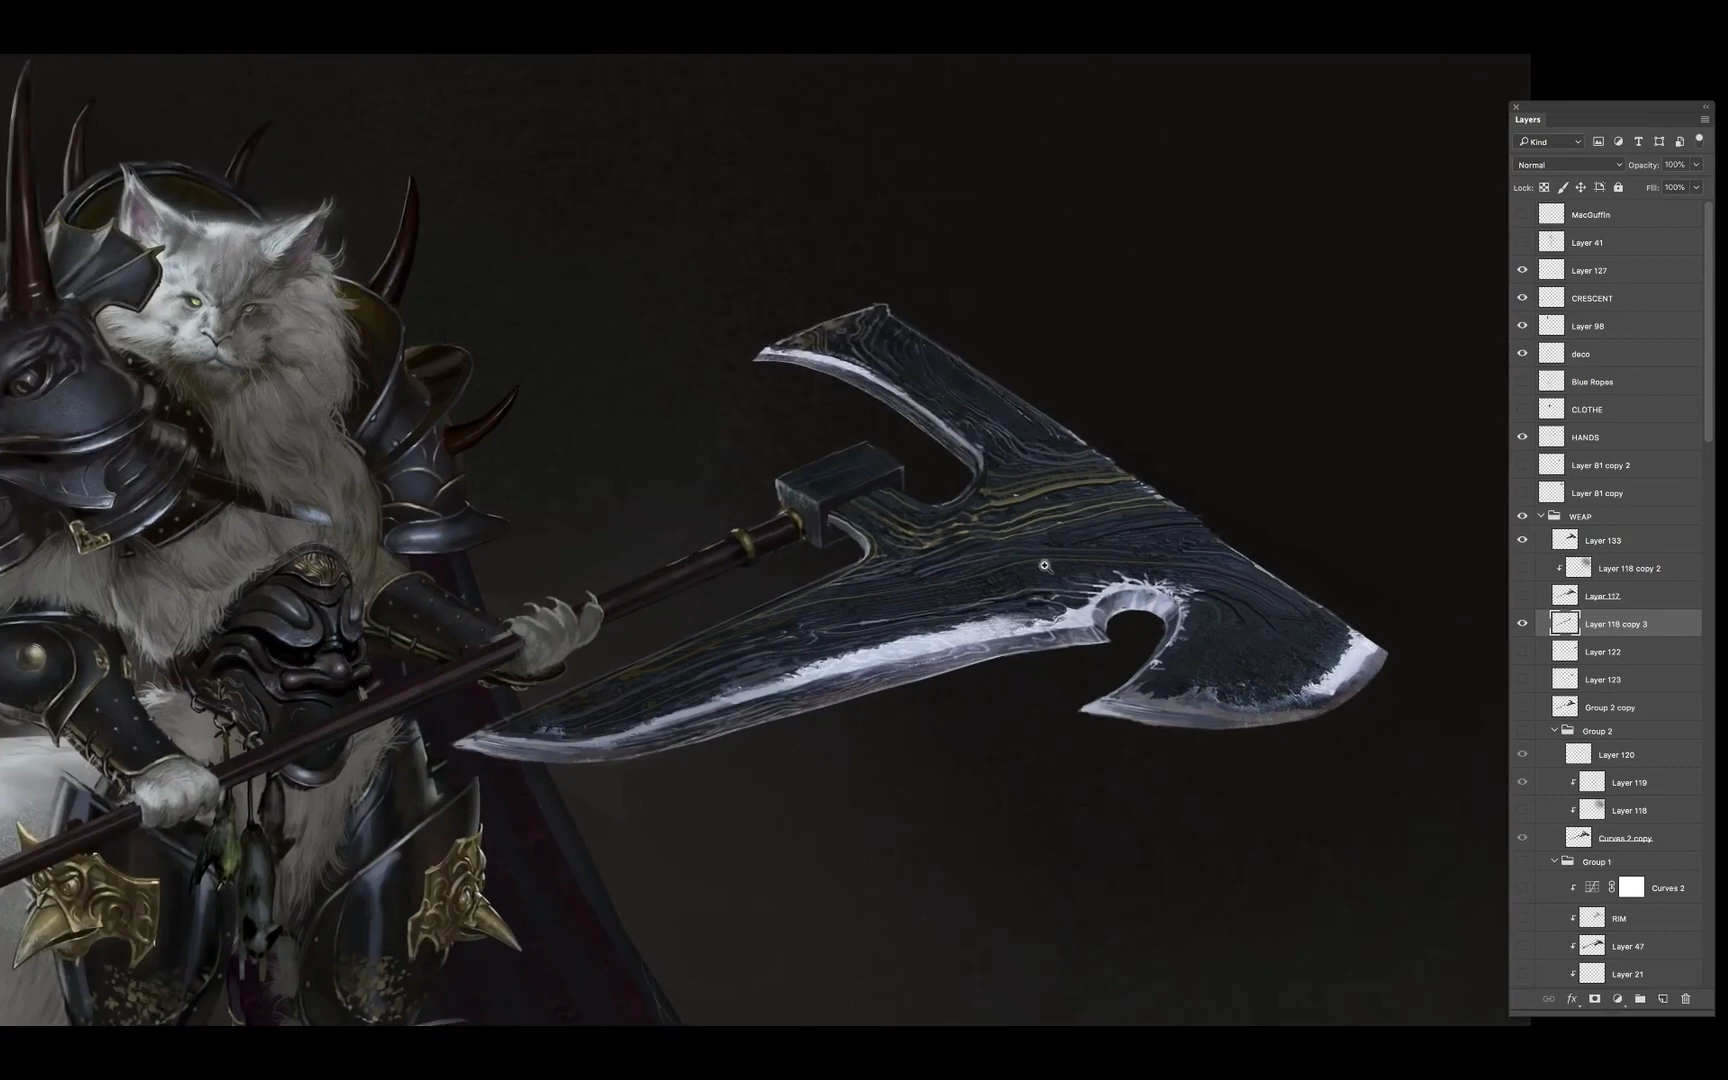 Layers
Kind
Normal Opacity: 100%
Lock: Fill: 100%
MacGuffin
Layer 41
Layer 127
CRESCENT
Layer 98
deco
Blue Ropes
CLOTHE
HANDS
Layer 81 copy 2
Layer 81 copy
WEAP
Layer 133
Layer 118 copy 2
Layer 117
Layer 118 copy 3
Layer 122
Layer 123
Group 2 copy
Group 2
Layer 120
Layer 119
Layer 118
Curves 2 copy
Group 1
Curves 2
RIM
Layer 47
Layer 21
fx